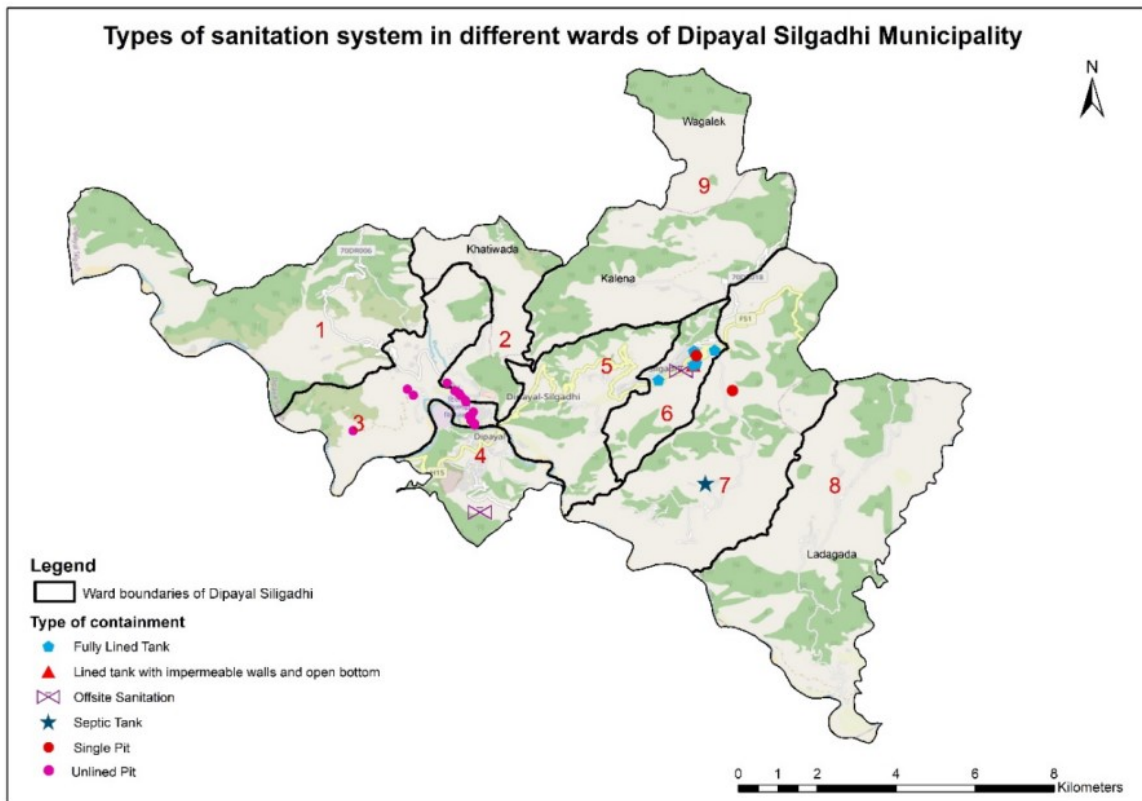 Types of sanitation system in different wards of Dipayal Silgadhi Municipality
N
Wagalek
9
Khatiwada
70DR006
Kalena
1
2
5
F51
Dipayal-Silgadhi
6
3
Dipayal
4
H15
7
8
Ladagada
Legend
Ward boundaries of Dipayal Siligadhi
Type of containment
Fully Lined Tank
Lined tank with impermeable walls and open bottom
Offsite Sanitation
Septic Tank
Single Pit
Unlined Pit
0 1 2 4 6 8
Kilometers